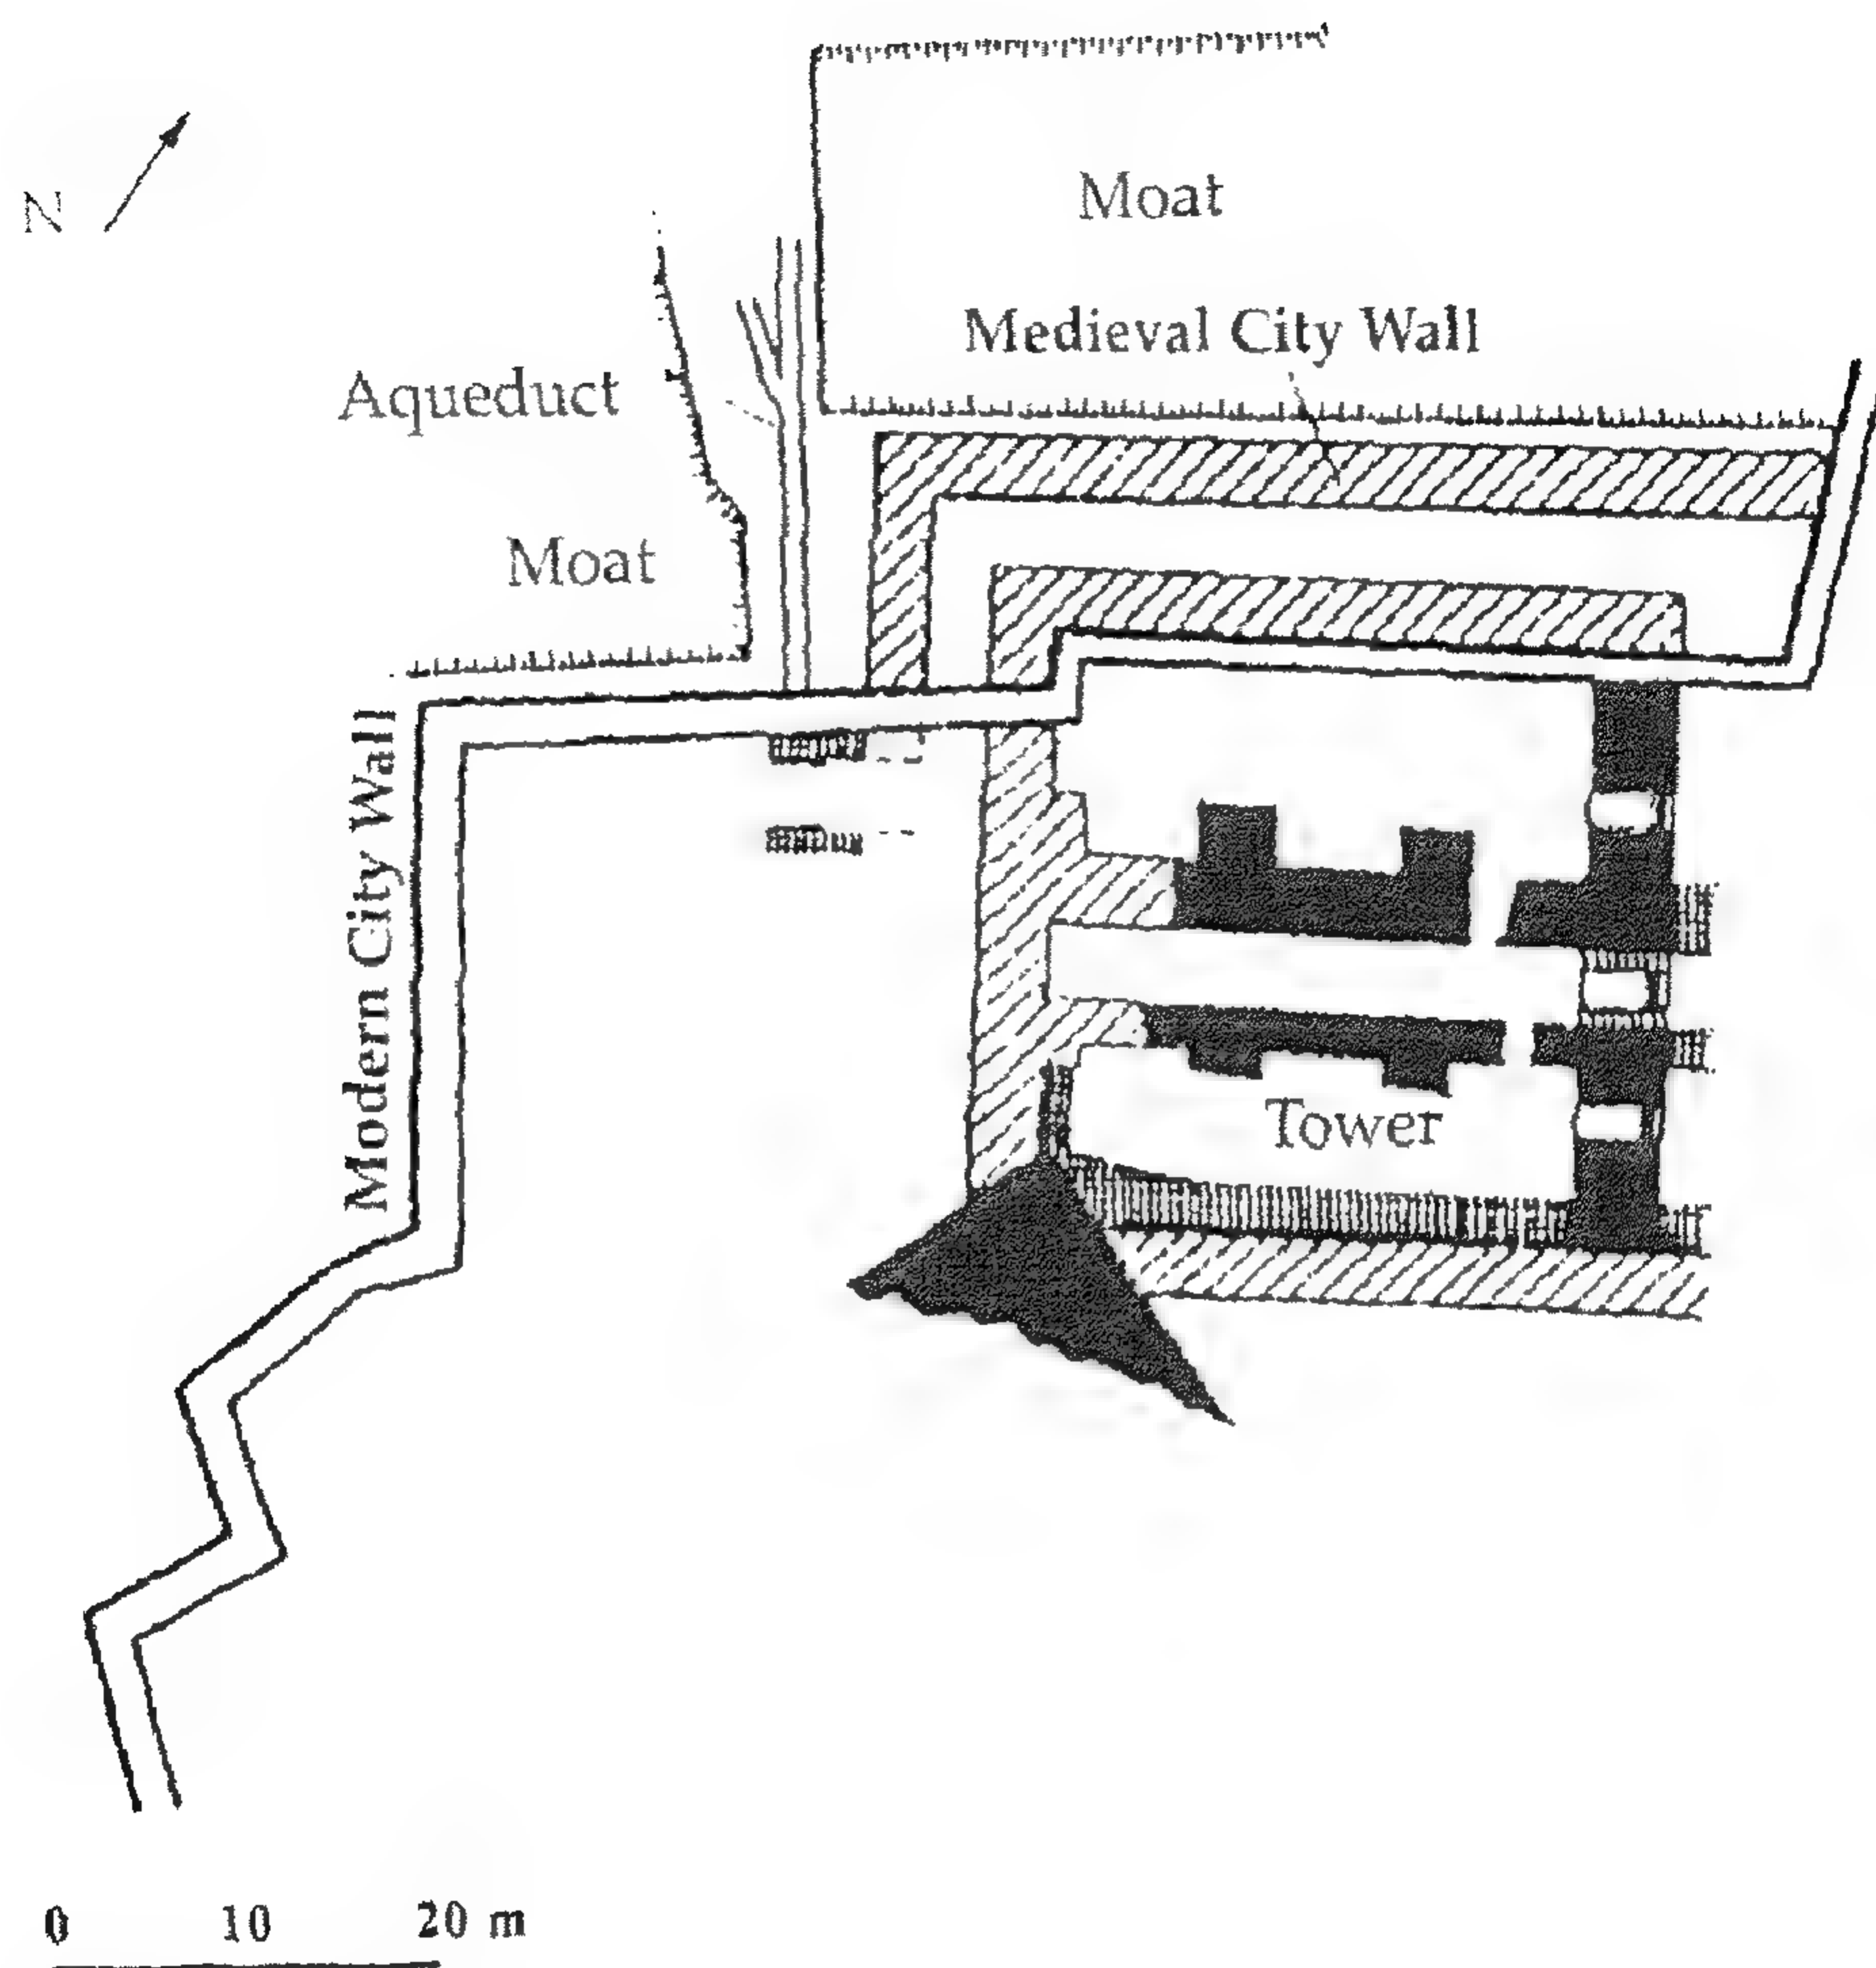 N
Moat
Medieval City Wall
Aqueduct
Moat
Modern City Wall
Tower
0 10 20 m